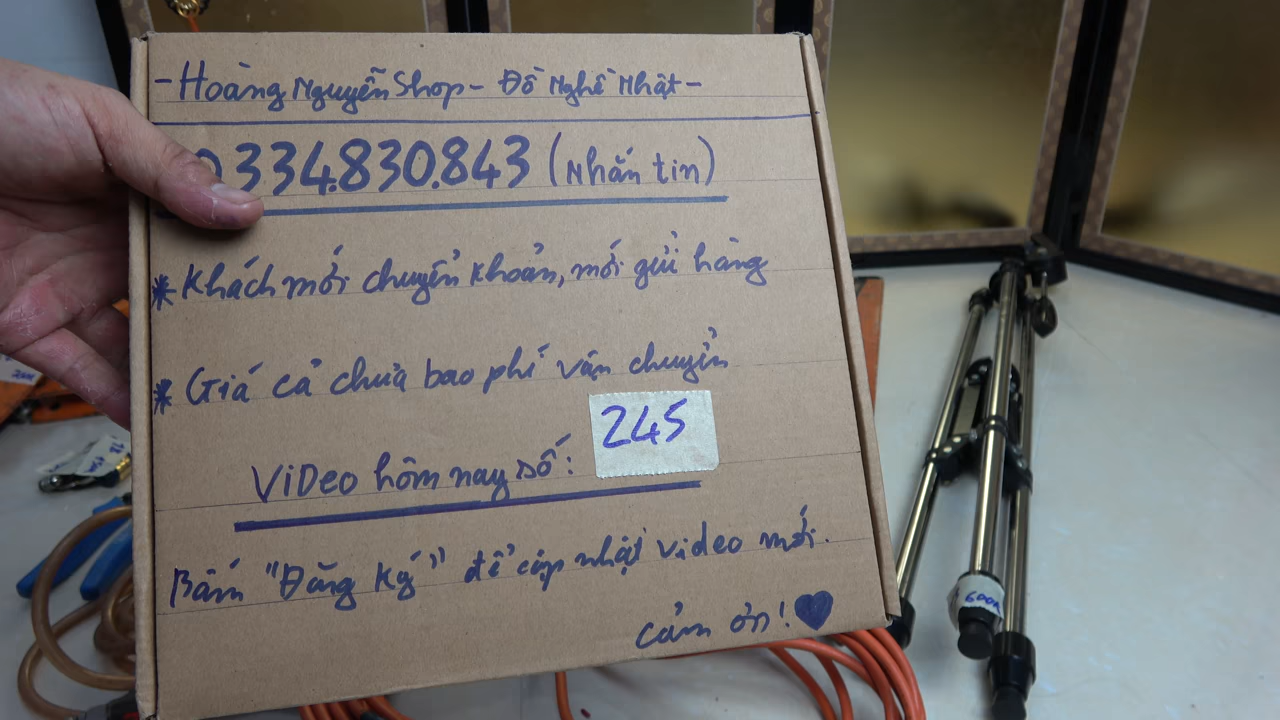 - Hoàng Nguyễn Shop - Đồ Nghề Nhật -
0334.830.843 (Nhắn tin)
* Khách mới chuyển khoản, mới gửi hàng
* Giá cả chưa bao phí vận chuyển
ViDeo hôm nay số: 245
Bấm "Đăng Ký" để cập nhật video mới.
cảm ơn!
600k